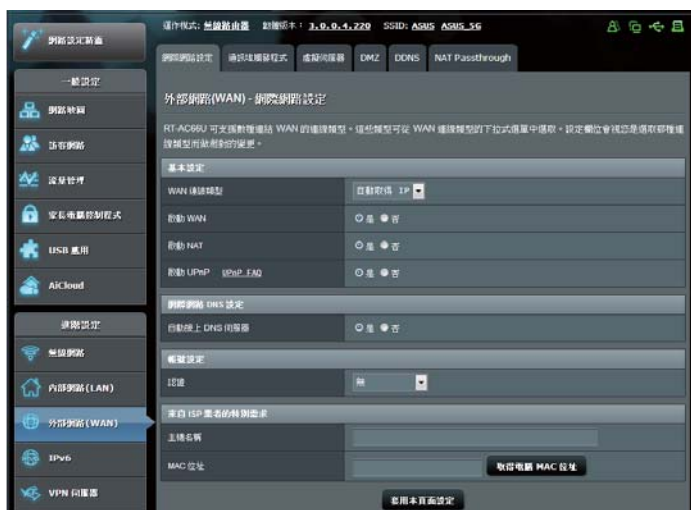 運作模式: 無線路由器 韌體版本: 3.0.0.4.220 SSID: ASUS ASUS_5G
網路設定精靈
網際網路設定 通訊埠觸發程式 虛擬伺服器 DMZ DDNS NAT Passthrough
一般設定
網路地圖
訪客網路
流量管理
家長電腦控制程式
USB 應用
AiCloud
進階設定
無線網路
內部網路(LAN)
外部網路(WAN)
IPv6
VPN 伺服器
外部網路(WAN) - 網際網路設定
RT-AC66U 可支援數種連結 WAN 的連線類型。這些類型可從 WAN 連線類型的下拉式選單中選取。設定欄位會視您是選取那種連
線類型而做相對的變更。
基本設定
WAN 連線類型 自動取得 IP
啟動 WAN 是 否
啟動 NAT 是 否
啟動 UPnP UPnP FAQ 是 否
網際網路 DNS 設定
自動接上 DNS 伺服器 是 否
帳號設定
認證 無
來自 ISP 業者的特別需求
主機名稱
MAC 位址 取得電腦 MAC 位址
套用本頁面設定